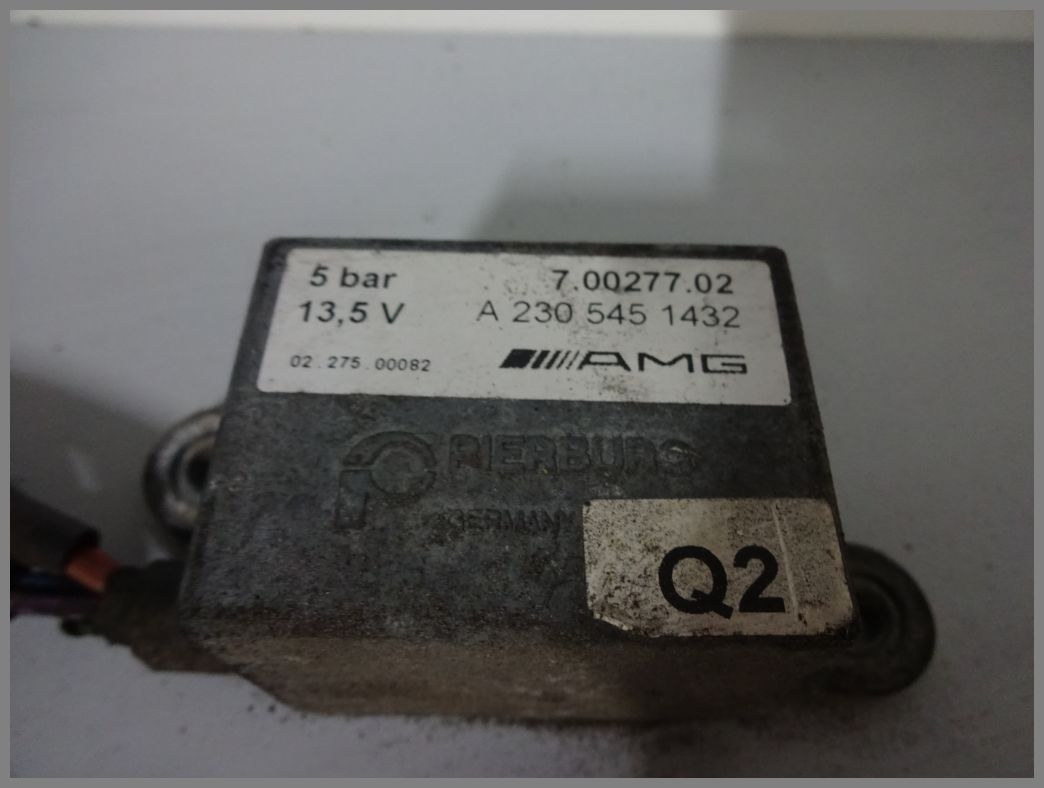 5 bar 7.00277.02
13,5 V A 230 545 1432
02.275.00082 AMG
PIERBURG
GERMANY
Q2